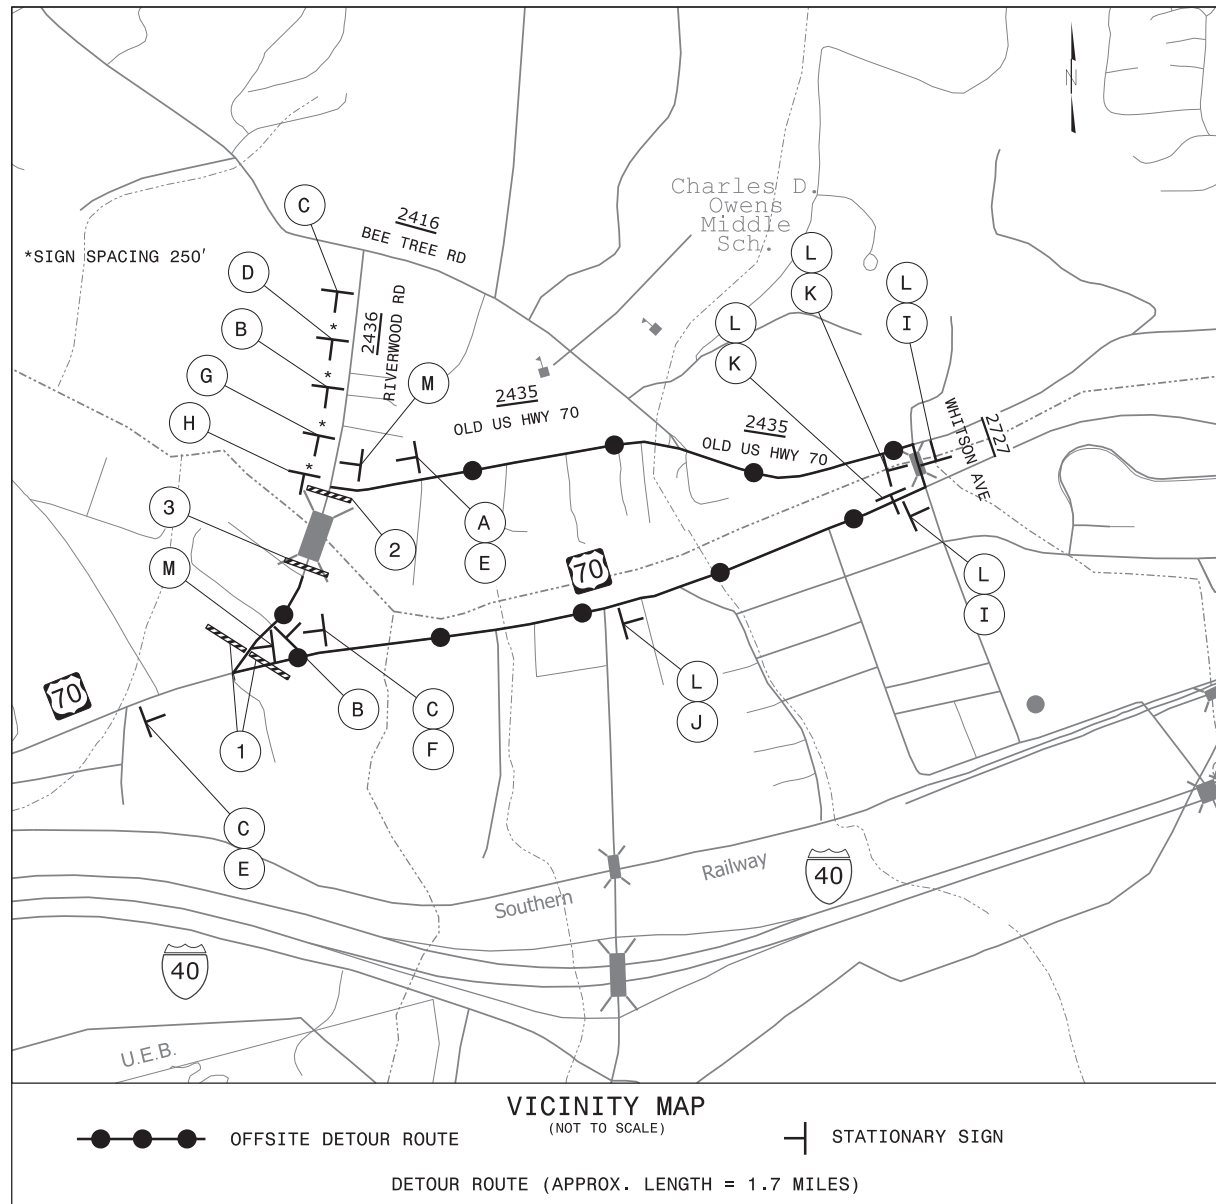 N
Charles D.
Owens
Middle
Sch.
C
2416
BEE TREE RD
*SIGN SPACING 250'
D
*
B
*
G
*
H
*
2436
RIVERWOOD RD
M
2435
OLD US HWY 70
L
K
L
K
L
I
2435
OLD US HWY 70
WHITSON AVE
2727
3
M
2
A
E
70
L
I
70
1
B
C
F
L
J
C
E
Southern
Railway
40
40
U.E.B.
VICINITY MAP
(NOT TO SCALE)
OFFSITE DETOUR ROUTE
STATIONARY SIGN
DETOUR ROUTE (APPROX. LENGTH = 1.7 MILES)